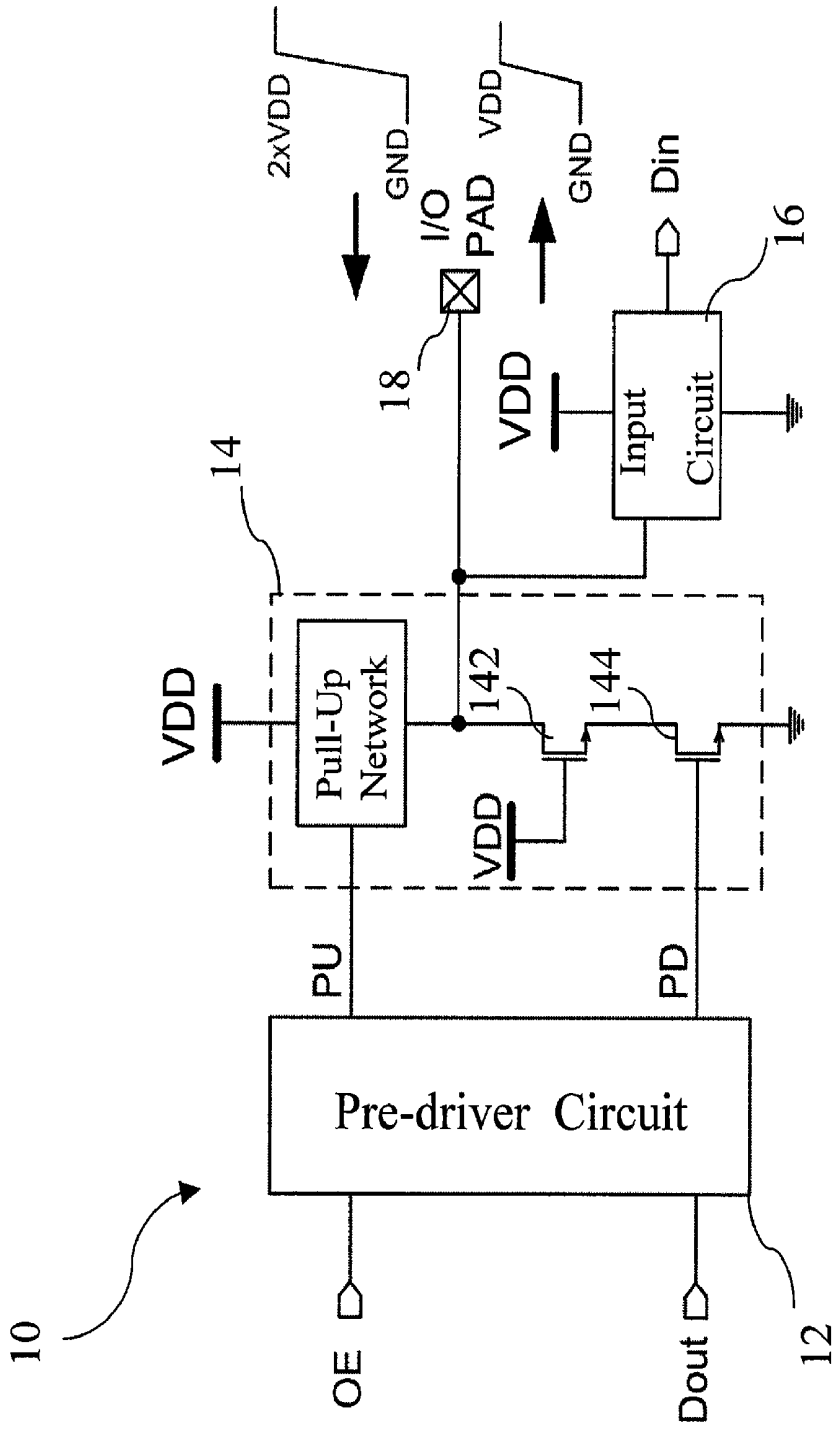 10
OE
Dout
12
Pre-driver Circuit
PU
PD
14
VDD
Pull-Up
Network
VDD
142
144
18
I/O
PAD
2xVDD
GND
VDD
GND
VDD
Input
Circuit
16
Din